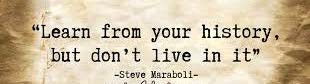 “Learn from your history,
but don’t live in it”
-Steve Maraboli-